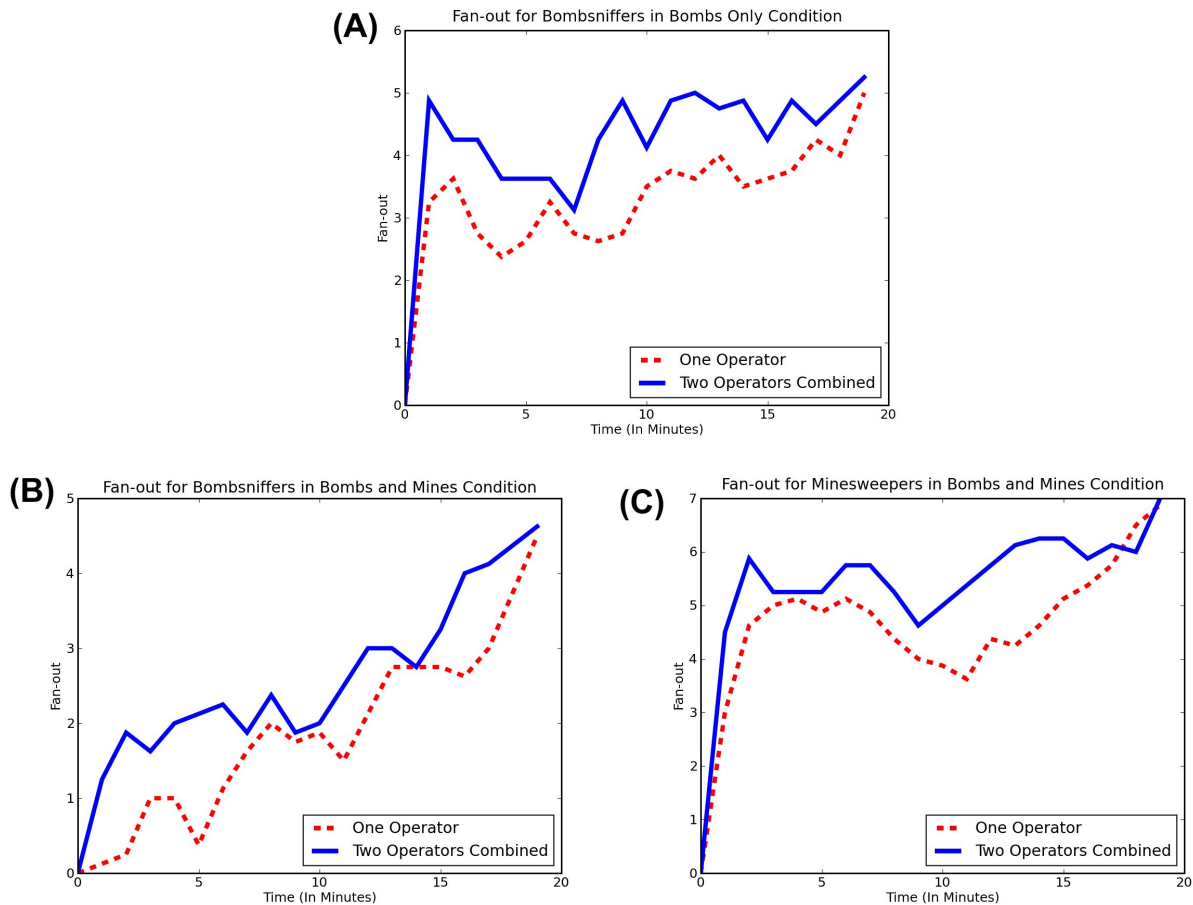 (A)
Fan-out for Bombsniffers in Bombs Only Condition
6
5
4
3
2
1
0
Fan-out
0 5 10 15 20
Time (In Minutes)
One Operator
Two Operators Combined
(B)
Fan-out for Bombsniffers in Bombs and Mines Condition
5
4
3
2
1
0
Fan-out
0 5 10 15 20
Time (In Minutes)
One Operator
Two Operators Combined
(C)
Fan-out for Minesweepers in Bombs and Mines Condition
7
6
5
4
3
2
1
0
Fan-out
0 5 10 15 20
Time (In Minutes)
One Operator
Two Operators Combined